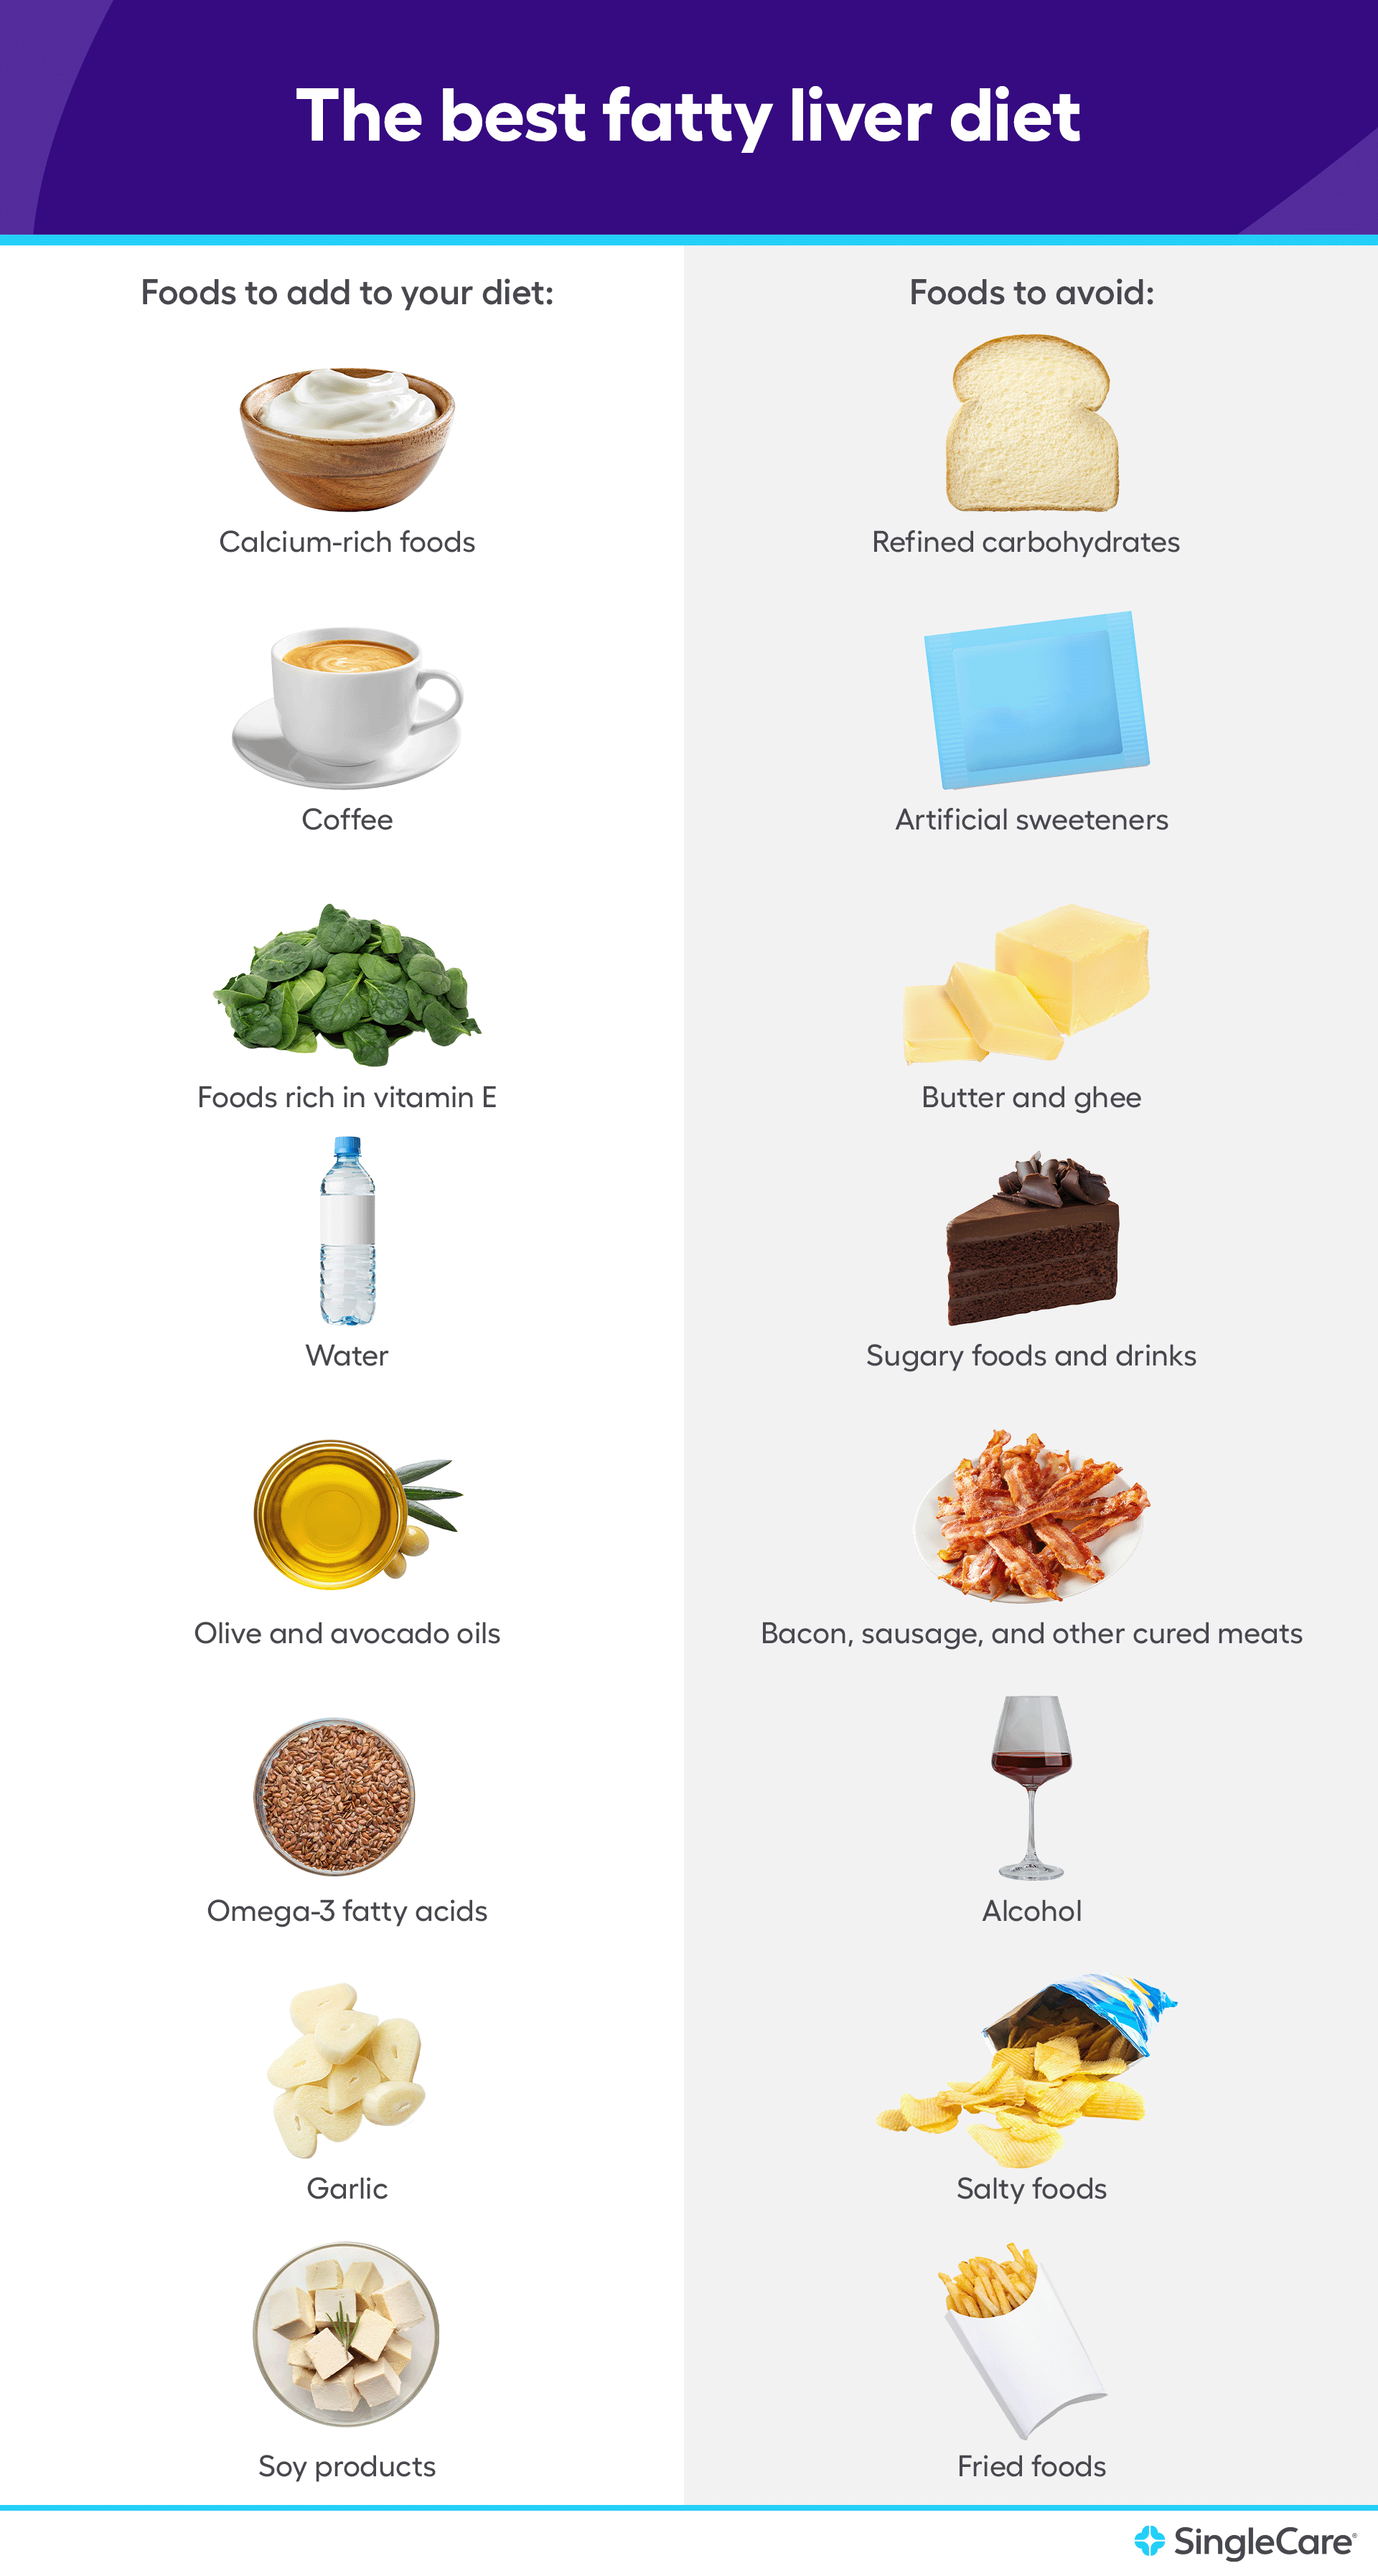 The best fatty liver diet
Foods to add to your diet:
Calcium-rich foods
Coffee
Foods rich in vitamin E
Water
Olive and avocado oils
Omega-3 fatty acids
Garlic
Soy products
Foods to avoid:
Refined carbohydrates
Artificial sweeteners
Butter and ghee
Sugary foods and drinks
Bacon, sausage, and other cured meats
Alcohol
Salty foods
Fried foods
SingleCare®